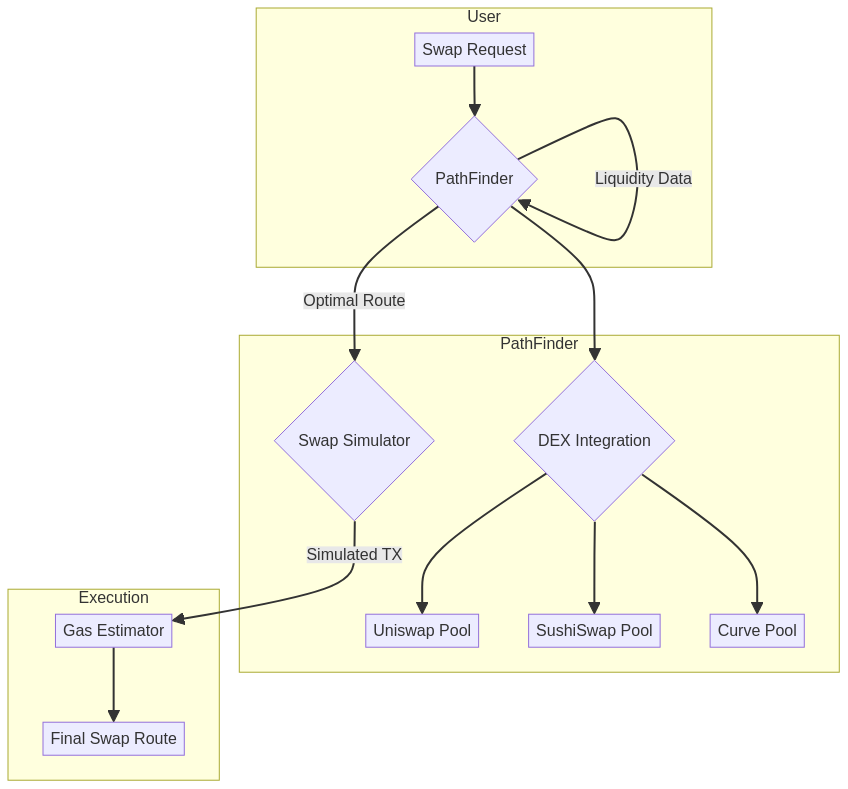 User
Swap Request
PathFinder
Liquidity Data
Optimal Route
PathFinder
Swap Simulator
DEX Integration
Simulated TX
Execution
Gas Estimator
Uniswap Pool
SushiSwap Pool
Curve Pool
Final Swap Route